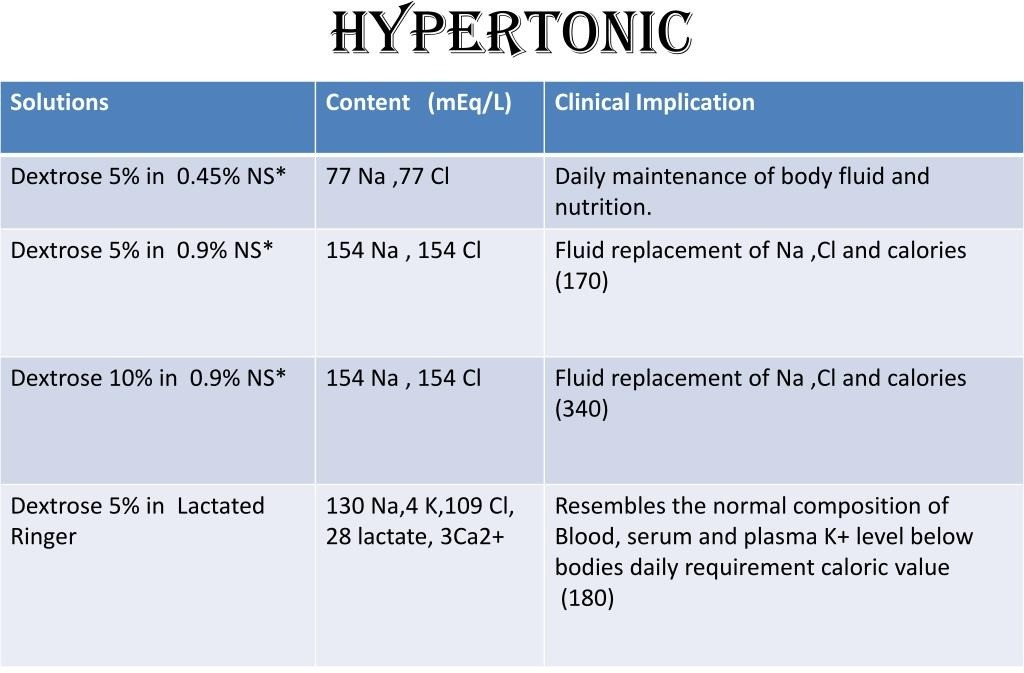 HYPERTONIC
Solutions
Content (mEq/L)
Clinical Implication
Dextrose 5% in 0.45% NS*
77 Na ,77 Cl
Daily maintenance of body fluid and
nutrition.
Dextrose 5% in 0.9% NS*
154 Na , 154 Cl
Fluid replacement of Na ,Cl and calories
(170)
Dextrose 10% in 0.9% NS*
154 Na , 154 Cl
Fluid replacement of Na ,Cl and calories
(340)
Dextrose 5% in Lactated
Ringer
130 Na,4 K,109 Cl,
28 lactate, 3Ca2+
Resembles the normal composition of
Blood, serum and plasma K+ level below
bodies daily requirement caloric value
(180)